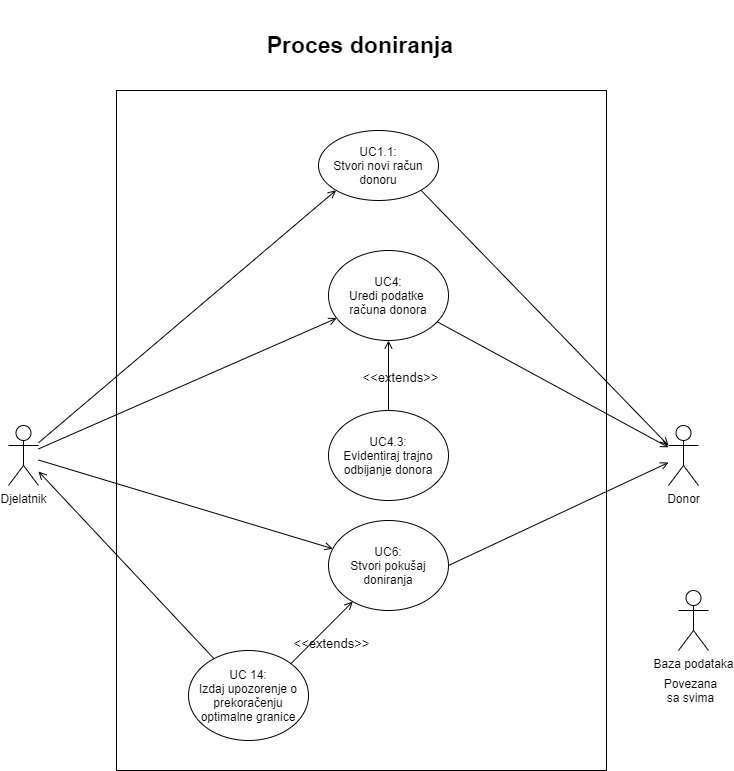 Proces doniranja
UC1.1:
Stvori novi račun
donoru
UC4:
Uredi podatke
računa donora
<<extends>>
UC4.3:
Evidentiraj trajno
odbijanje donora
Djelatnik
Donor
UC6:
Stvori pokušaj
doniranja
<<extends>>
UC 14:
Izdaj upozorenje o
prekoračenju
optimalne granice
Baza podataka
Povezana
sa svima